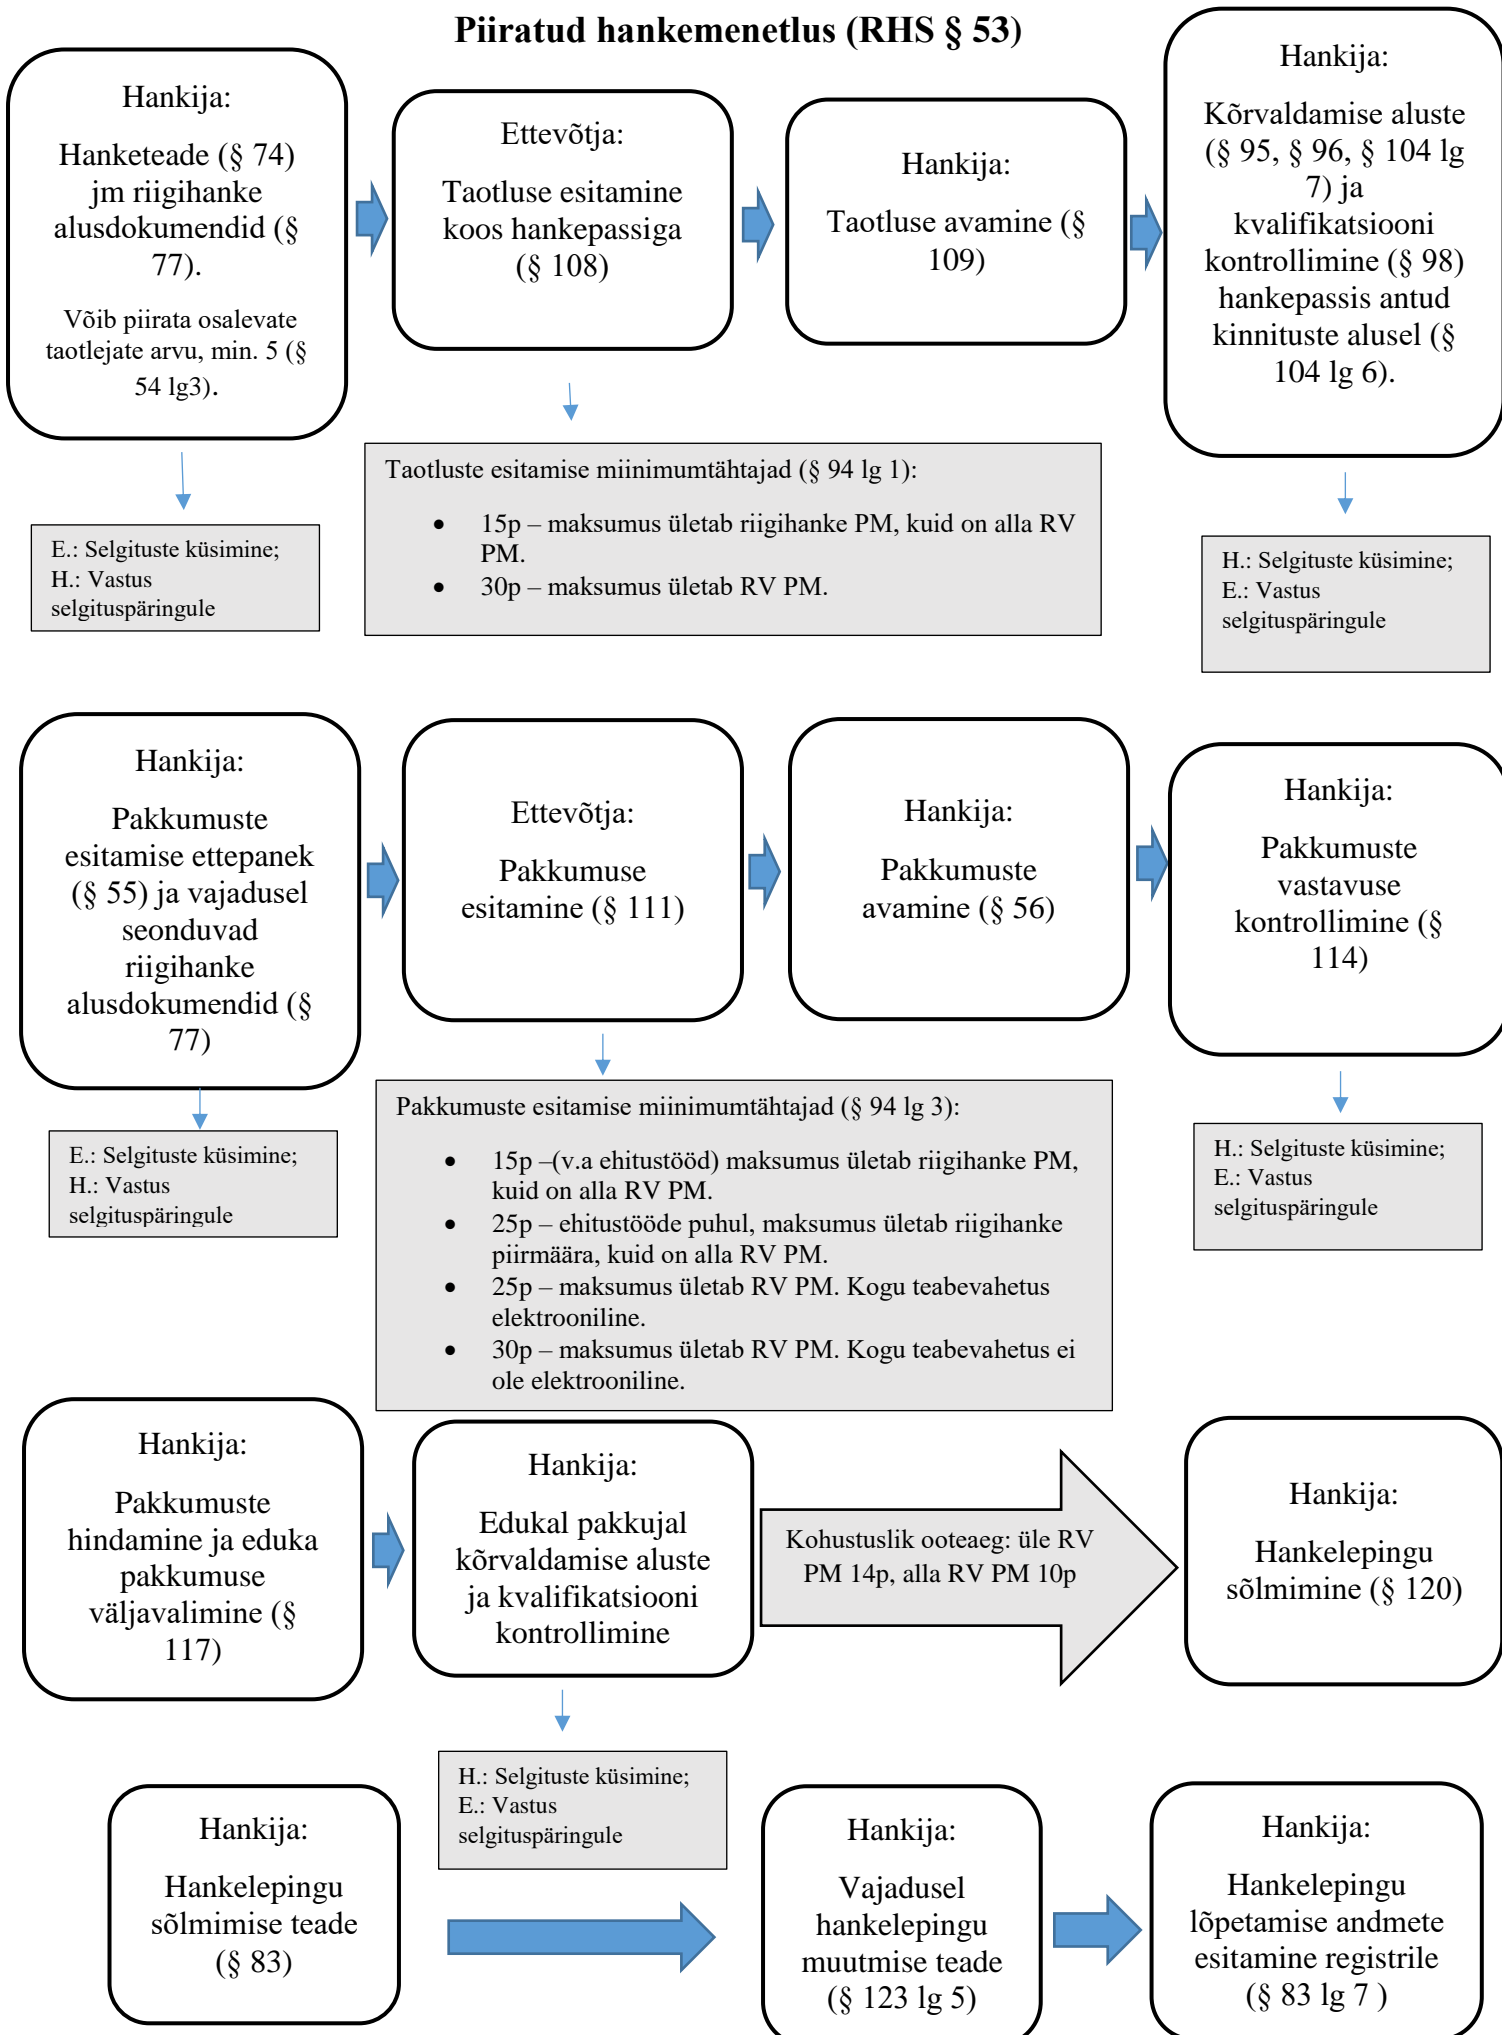 Piiratud hankemenetlus (RHS § 53)
Hankija:
Hanketeade (§ 74)
jm riigihanke
alusdokumendid (§
77).
Võib piirata osalevate
taotlejate arvu, min. 5 (§
54 lg3).
Ettevõtja:
Taotluse esitamine
koos hankepassiga
(§ 108)
Hankija:
Taotluse avamine (§
109)
Hankija:
Kõrvaldamise aluste
(§ 95, § 96, § 104 lg
7) ja
kvalifikatsiooni
kontrollimine (§ 98)
hankepassis antud
kinnituste alusel (§
104 lg 6).
E.: Selgituste küsimine;
H.: Vastus
selgituspäringule
Taotluste esitamise miinimumtähtajad (§ 94 lg 1):
• 15p – maksumus ületab riigihanke PM, kuid on alla RV
PM.
• 30p – maksumus ületab RV PM.
H.: Selgituste küsimine;
E.: Vastus
selgituspäringule
Hankija:
Pakkumuste
esitamise ettepanek
(§ 55) ja vajadusel
seonduvad
riigihanke
alusdokumendid (§
77)
Ettevõtja:
Pakkumuse
esitamine (§ 111)
Hankija:
Pakkumuste
avamine (§ 56)
Hankija:
Pakkumuste
vastavuse
kontrollimine (§
114)
E.: Selgituste küsimine;
H.: Vastus
selgituspäringule
Pakkumuste esitamise miinimumtähtajad (§ 94 lg 3):
• 15p –(v.a ehitustööd) maksumus ületab riigihanke PM,
kuid on alla RV PM.
• 25p – ehitustööde puhul, maksumus ületab riigihanke
piirmäära, kuid on alla RV PM.
• 25p – maksumus ületab RV PM. Kogu teabevahetus
elektrooniline.
• 30p – maksumus ületab RV PM. Kogu teabevahetus ei
ole elektrooniline.
H.: Selgituste küsimine;
E.: Vastus
selgituspäringule
Hankija:
Pakkumuste
hindamine ja eduka
pakkumuse
väljavalimine (§
117)
Hankija:
Edukal pakkujal
kõrvaldamise aluste
ja kvalifikatsiooni
kontrollimine
Kohustuslik ooteaeg: üle RV
PM 14p, alla RV PM 10p
Hankija:
Hankelepingu
sõlmimine (§ 120)
H.: Selgituste küsimine;
E.: Vastus
selgituspäringule
Hankija:
Hankelepingu
sõlmimise teade
(§ 83)
Hankija:
Vajadusel
hankelepingu
muutmise teade
(§ 123 lg 5)
Hankija:
Hankelepingu
lõpetamise andmete
esitamine registrile
(§ 83 lg 7 )